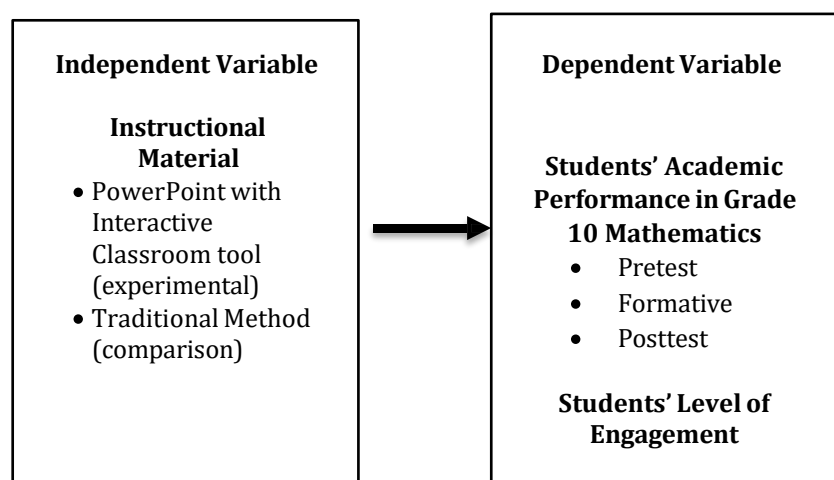 Independent Variable
Instructional
Material
• PowerPoint with
Interactive
Classroom tool
(experimental)
• Traditional Method
(comparison)
Dependent Variable
Students’ Academic
Performance in Grade
10 Mathematics
• Pretest
• Formative
• Posttest
Students’ Level of
Engagement